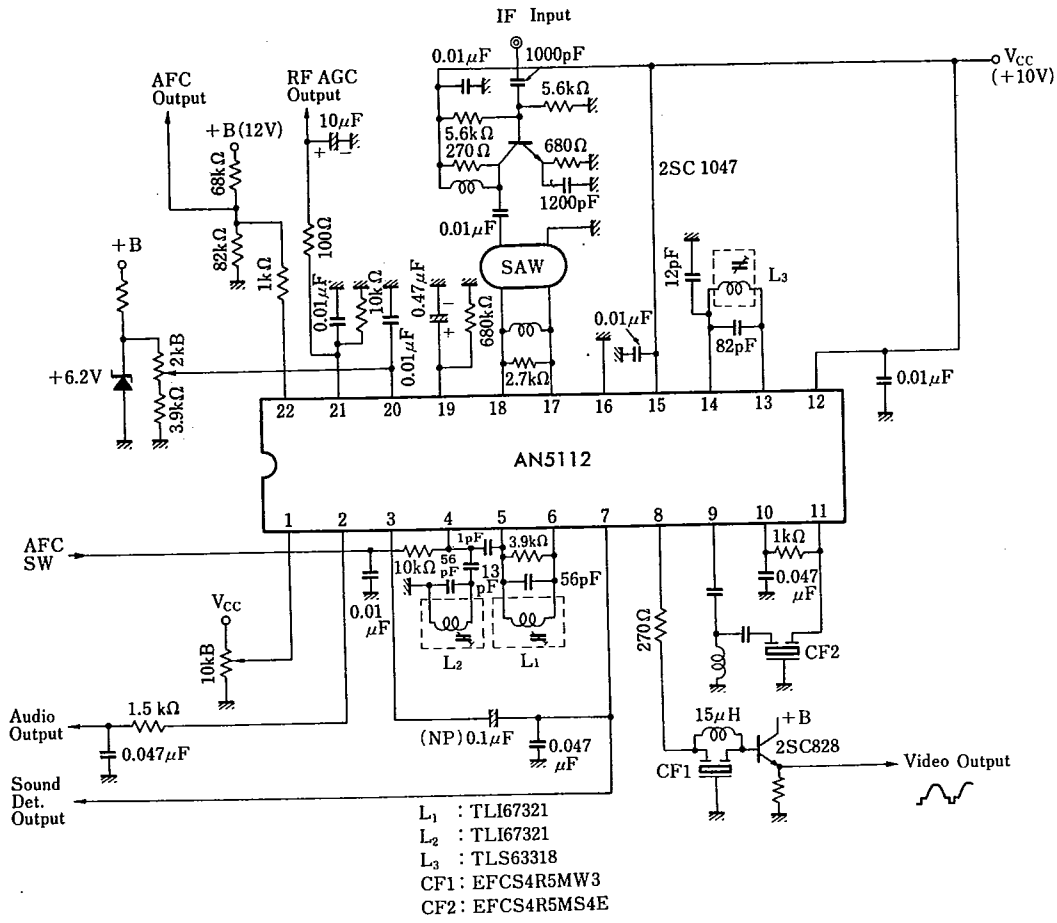 IF Input
0.01μF
1000pF
VCC
(+10V)
AFC
Output
RF AGC
Output
5.6kΩ
+B(12V)
10μF
+
−
5.6kΩ
270Ω
680Ω
2SC 1047
68kΩ
1200pF
0.01μF
82kΩ
100Ω
+B
1kΩ
SAW
12pF
L3
0.01μF
10kΩ
0.47μF
−
+
680kΩ
0.01μF
0.01μF
82pF
2kB
2.7kΩ
+6.2V
3.9kΩ
0.01μF
22 21 20 19 18 17 16 15 14 13 12
AN5112
1 2 3 4 5 6 7 8 9 10 11
AFC
SW
1pF
3.9kΩ
1kΩ
10kΩ
56
pF
13
pF
56pF
0.047
μF
0.01
μF
VCC
270Ω
10kB
L2
L1
CF2
Audio
Output
1.5 kΩ
15μH
+B
0.047μF
(NP)0.1μF
0.047
μF
2SC828
CF1
Video Output
Sound
Det.
Output
L1 : TLI67321
L2 : TLI67321
L3 : TLS63318
CF1: EFCS4R5MW3
CF2: EFCS4R5MS4E